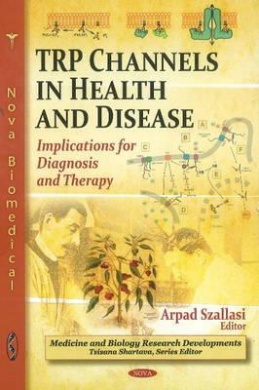 TRP CHANNELS
IN HEALTH
AND DISEASE
Implications for
Diagnosis
and Therapy
Nova Biomedical
Arpad Szallasi
Editor
Medicine and Biology Research Developments
Tsisana Shartava, Series Editor
NOVA